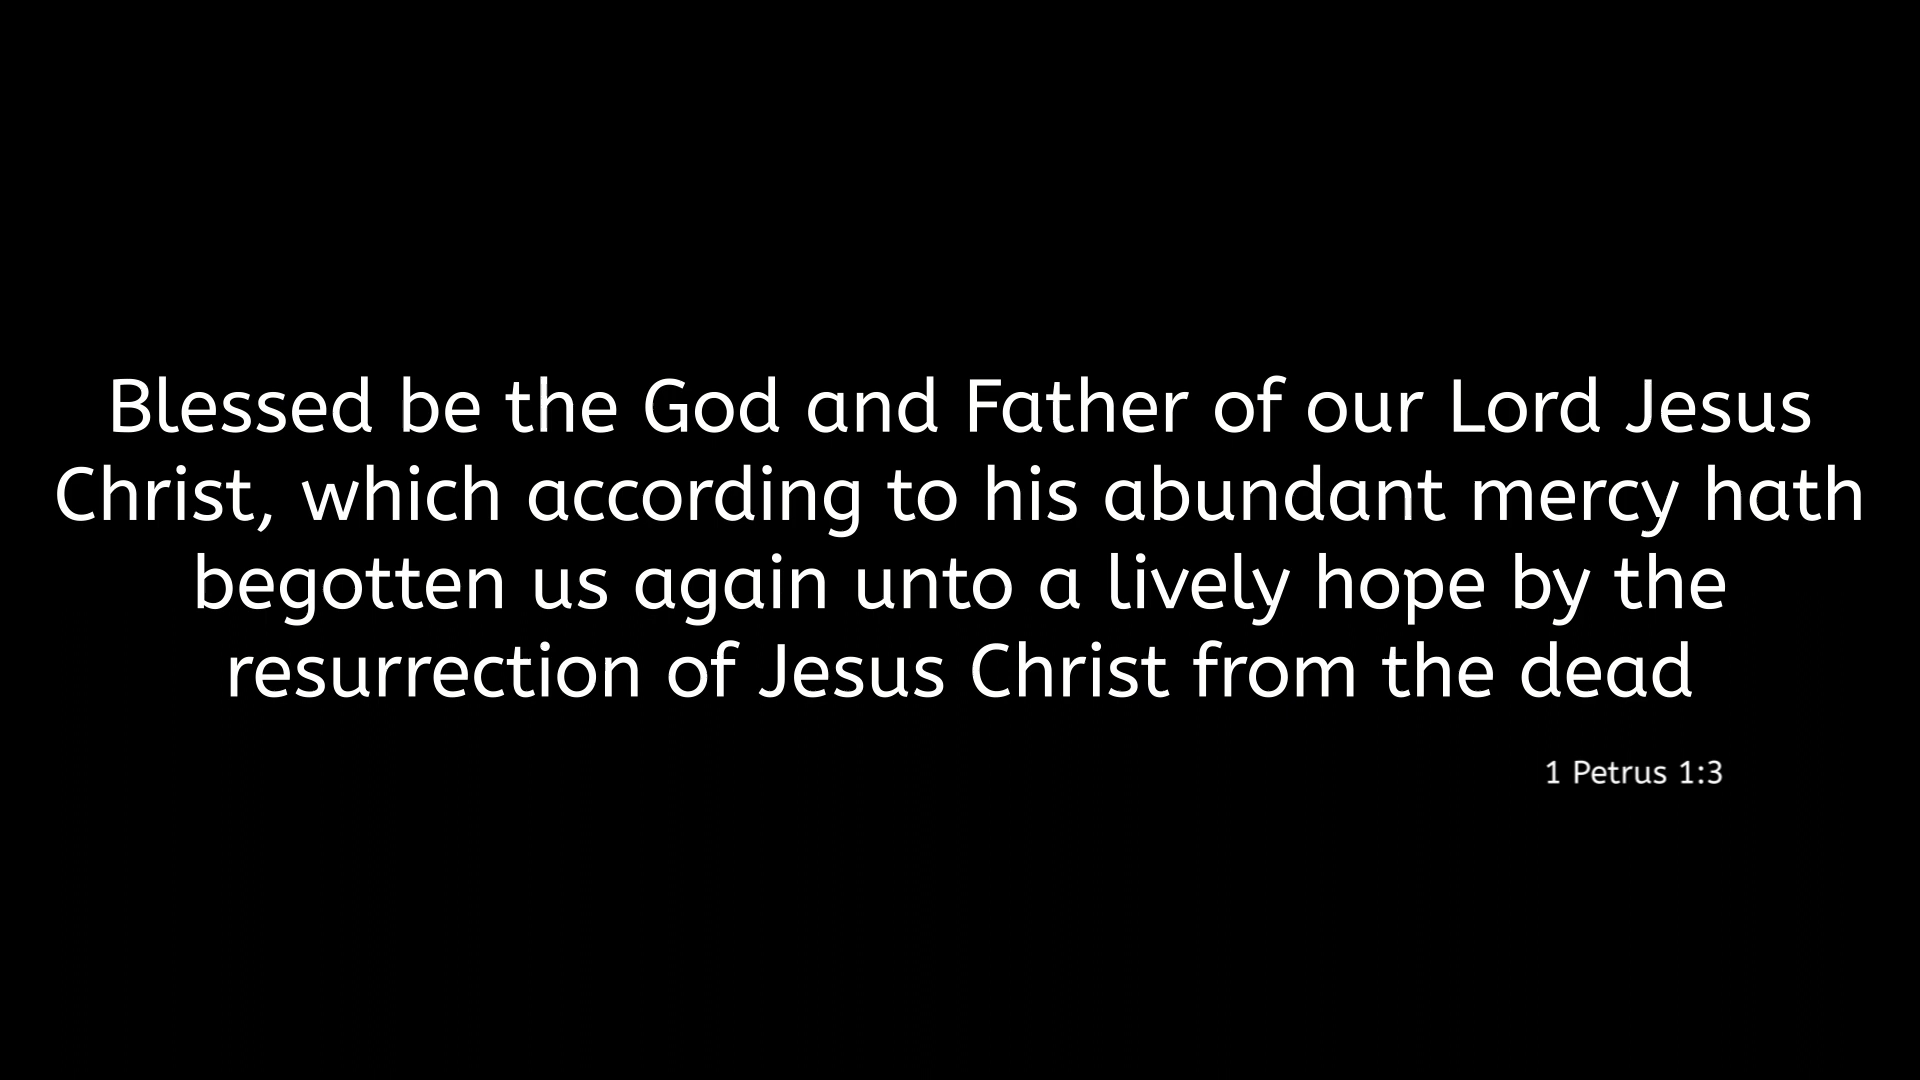 Blessed be the God and Father of our Lord Jesus
Christ, which according to his abundant mercy hath
begotten us again unto a lively hope by the
resurrection of Jesus Christ from the dead
1 Petrus 1:3